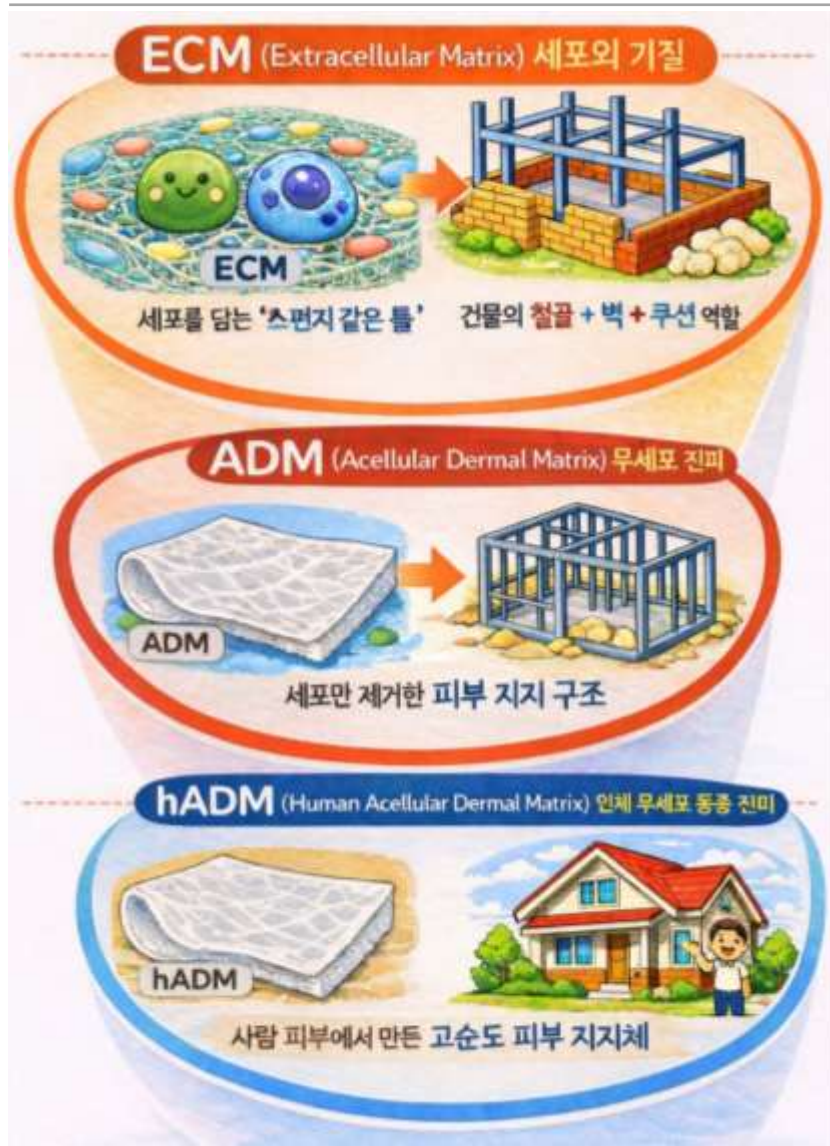 ECM (Extracellular Matrix) 세포외 기질
ECM
세포를 담는 '스펀지 같은 틀' 건물의 철골 + 벽 + 쿠션 역할
ADM (Acellular Dermal Matrix) 무세포 진피
ADM
세포만 제거한 피부 지지 구조
hADM (Human Acellular Dermal Matrix) 인체 무세포 동종 진피
hADM
사람 피부에서 만든 고순도 피부 지지체